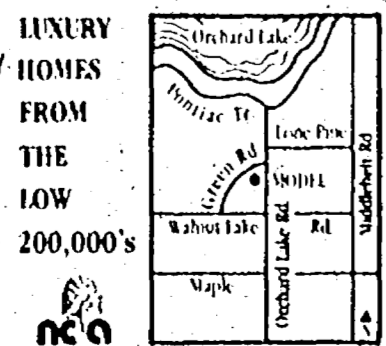 LUXURY
HOMES
FROM
THE
LOW
200,000's
nca
Orchard Lake
Pontiac Tr.
Lone Pine
Green Rd
MODEL
Walnut Lake Rd.
Maple
Orchard Lake Rd.
Middlebelt Rd